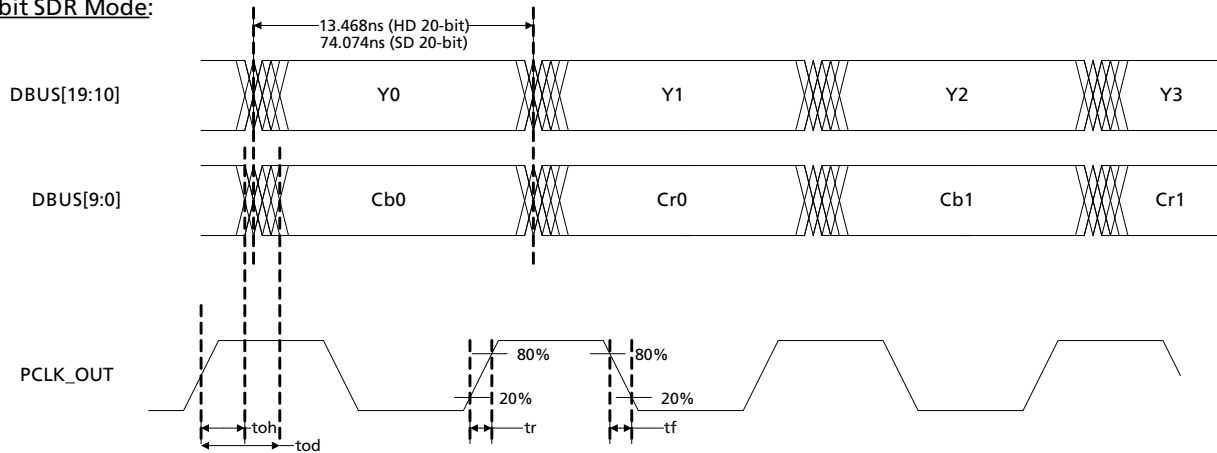 bit SDR Mode:
13.468ns (HD 20-bit)
74.074ns (SD 20-bit)
DBUS[19:10]
Y0
Y1
Y2
Y3
DBUS[9:0]
Cb0
Cr0
Cb1
Cr1
PCLK_OUT
80%
80%
20%
20%
toh
tr
tf
tod